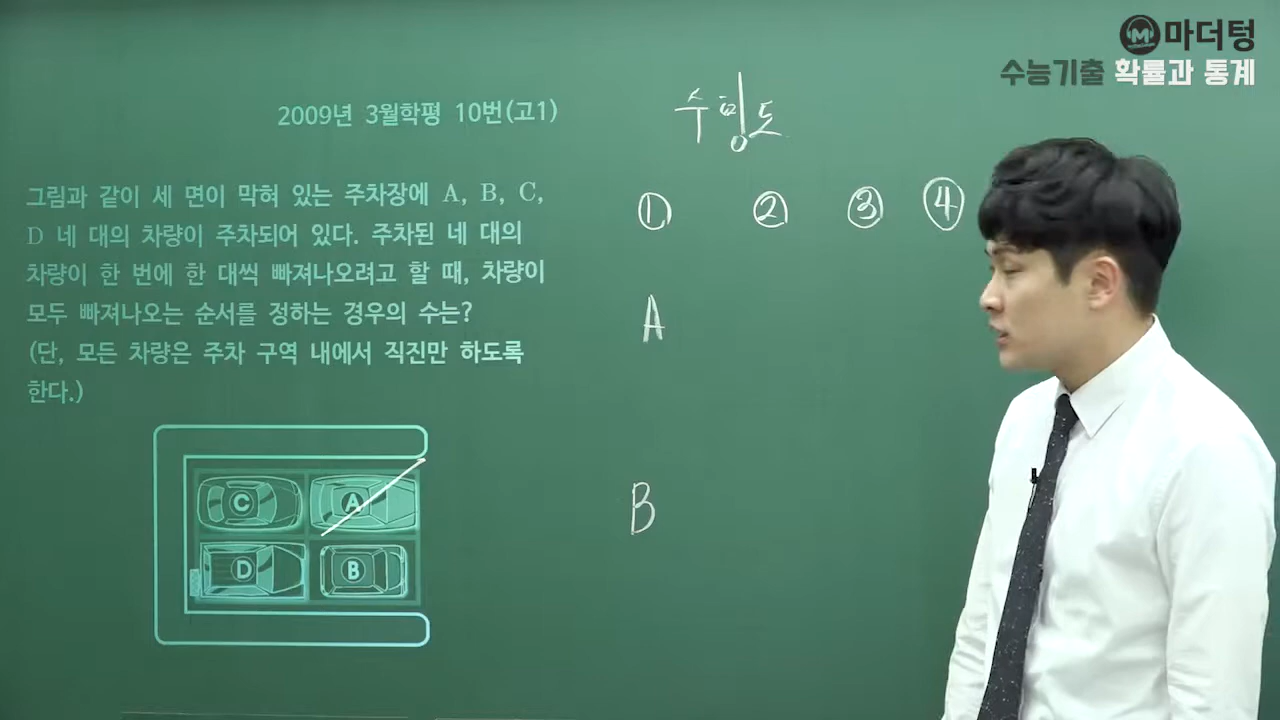 마더텅
수능기출 확률과 통계
2009년 3월학평 10번(고1)
수형도
그림과 같이 세 면이 막혀 있는 주차장에 A, B, C,
D 네 대의 차량이 주차되어 있다. 주차된 네 대의
차량이 한 번에 한 대씩 빠져나오려고 할 때, 차량이
모두 빠져나오는 순서를 정하는 경우의 수는?
(단, 모든 차량은 주차 구역 내에서 직진만 하도록
한다.)
① ② ③ ④
A
B
C A
D B